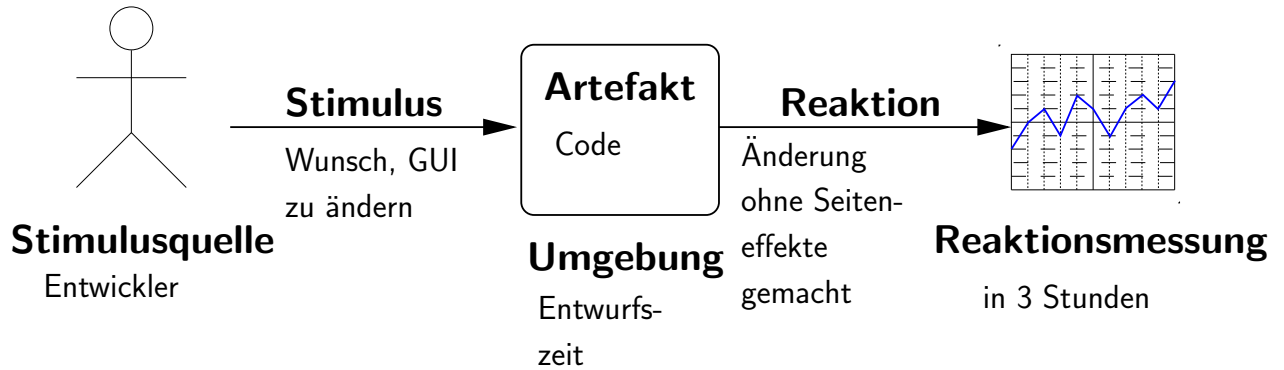 Stimulusquelle
Entwickler
Stimulus
Wunsch, GUI
zu ändern
Artefakt
Code
Umgebung
Entwurfs-
zeit
Reaktion
Änderung
ohne Seiten-
effekte
gemacht
Reaktionsmessung
in 3 Stunden